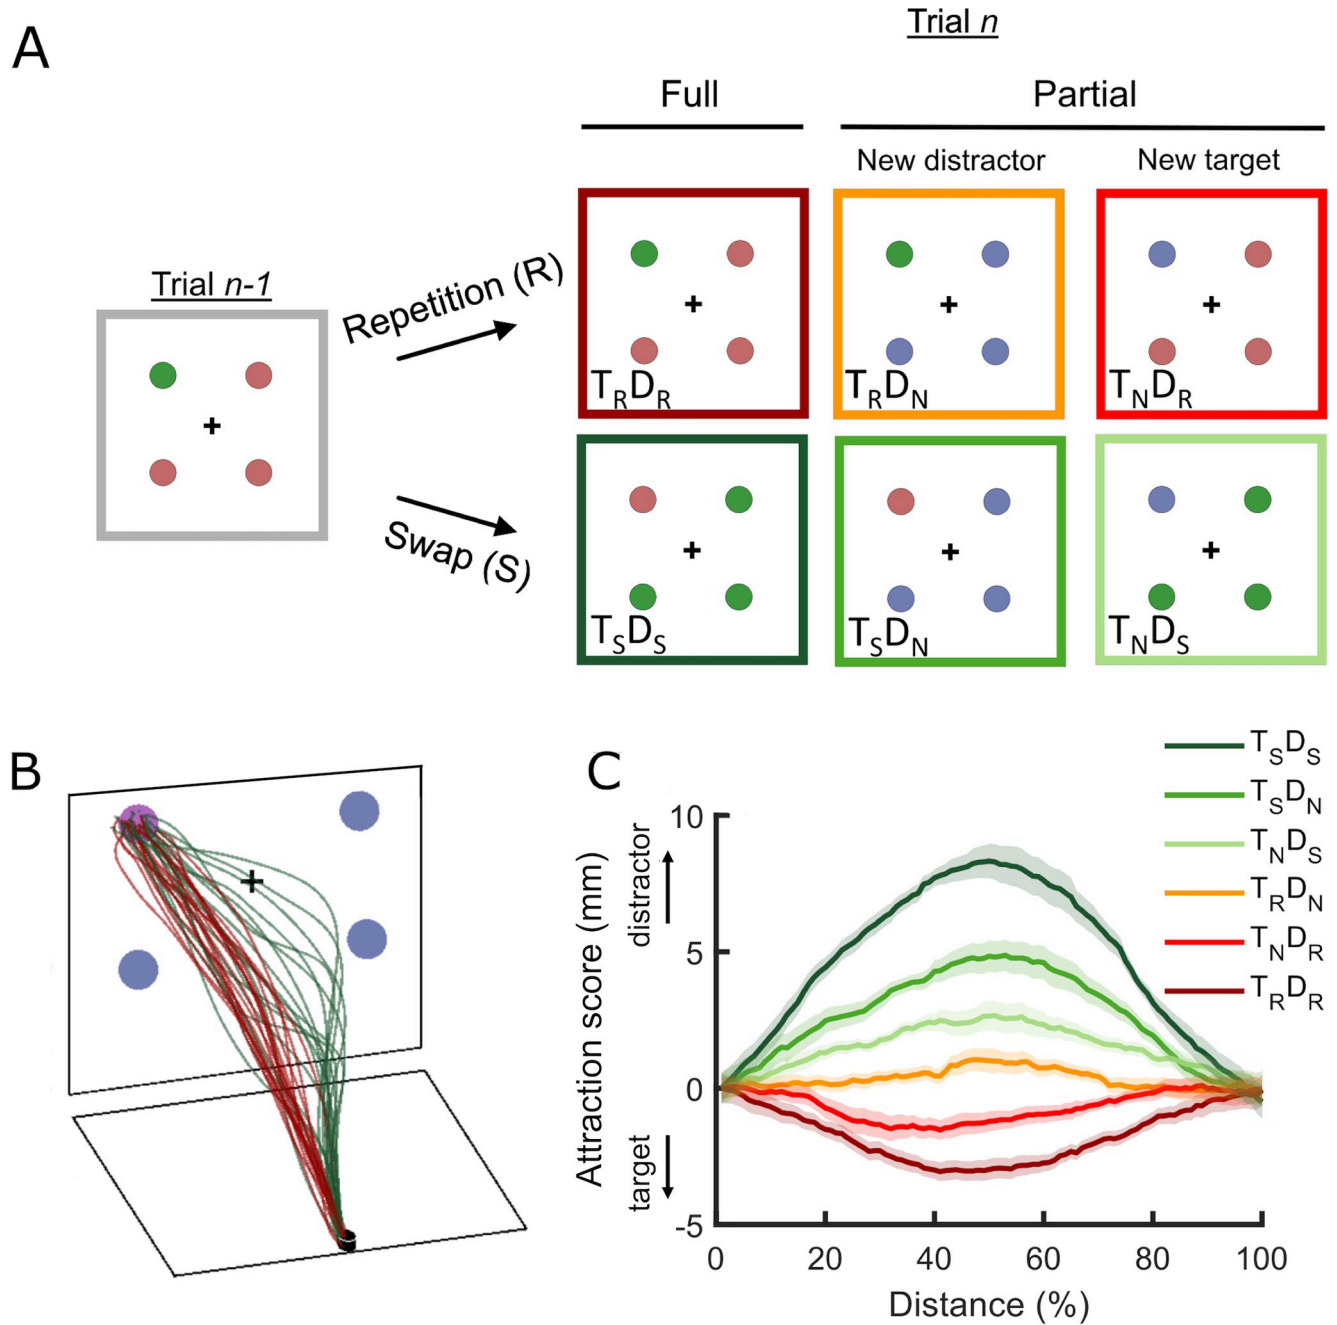 A
Trial n
Full
Partial
New distractor
New target
Trial n-1
Repetition (R)
Swap (S)
TRDR
TRDN
TNDR
TSDS
TSDN
TNDS
B
C
TSDS
TSDN
TNDS
TRDN
TNDR
TRDR
Attraction score (mm)
distractor
target
10
5
0
-5
0 20 40 60 80 100
Distance (%)